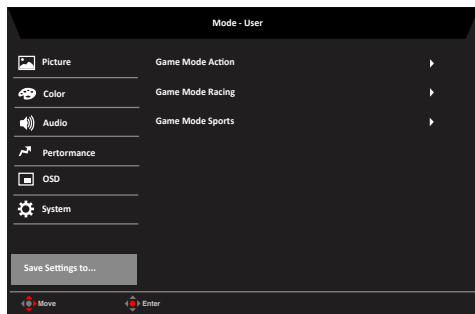 Mode - User
Picture
Game Mode Action
Color
Game Mode Racing
Audio
Game Mode Sports
Pertormance
OSD
System
Save Settings to...
Move
Enter